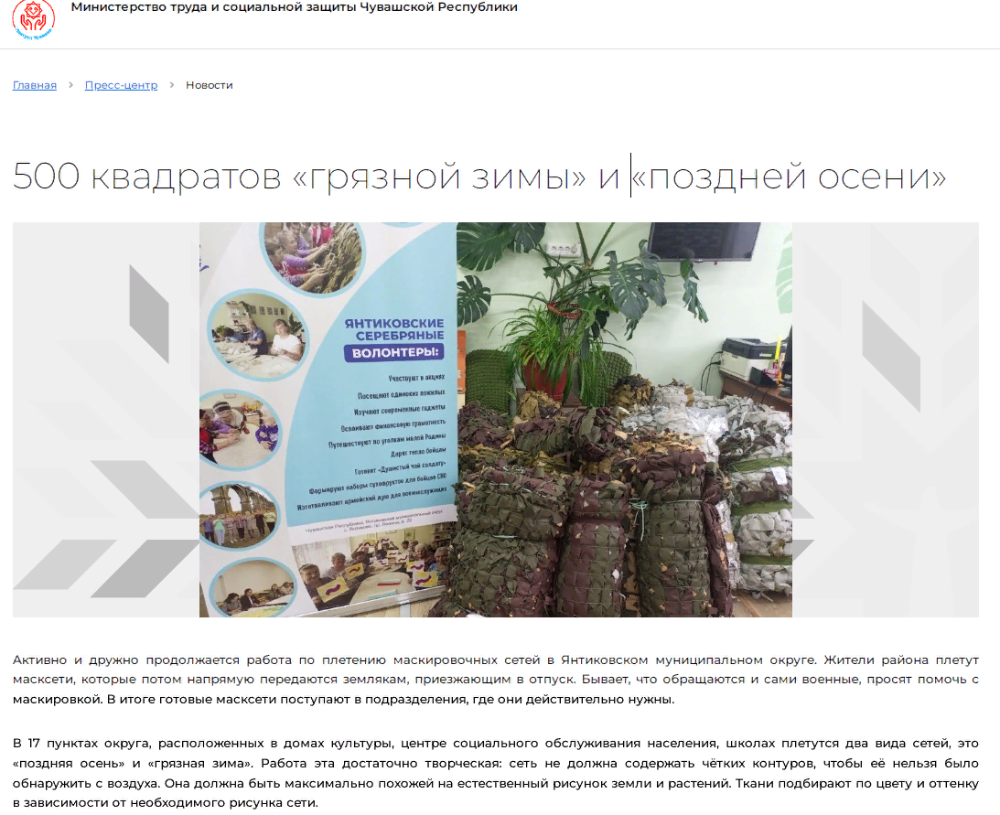 Министерство труда и социальной защиты Чувашской Республики
Главная > Пресс-центр > Новости
500 квадратов «грязной зимы» и «поздней осени»
ЯНТИКОВСКИЕ
СЕРЕБРЯНЫЕ
ВОЛОНТЕРЫ:
Участвуют в акциях
Посещают одиноких пожилых
Изучают современные гаджеты
Осваивают финансовую грамотность
Путешествуют по уголкам малой Родины
Дарят тепло бойцам
Готовят «Душистый чай солдату»
Формируют наборы сухофруктов для бойцов СВО
Изготавливают армейский душ для военнослужащих
Чувашская Республика, Янтиковский муниципальный округ,
Активно и дружно продолжается работа по плетению маскировочных сетей в Янтиковском муниципальном округе. Жители района плетут
масксети, которые потом напрямую передаются землякам, приезжающим в отпуск. Бывает, что обращаются и сами военные, просят помочь с
маскировкой. В итоге готовые масксети поступают в подразделения, где они действительно нужны.
В 17 пунктах округа, расположенных в домах культуры, центре социального обслуживания населения, школах плетутся два вида сетей, это
«поздняя осень» и «грязная зима». Работа эта достаточно творческая: сеть не должна содержать чётких контуров, чтобы её нельзя было
обнаружить с воздуха. Она должна быть максимально похожей на естественный рисунок земли и растений. Ткани подбирают по цвету и оттенку
в зависимости от необходимого рисунка сети.